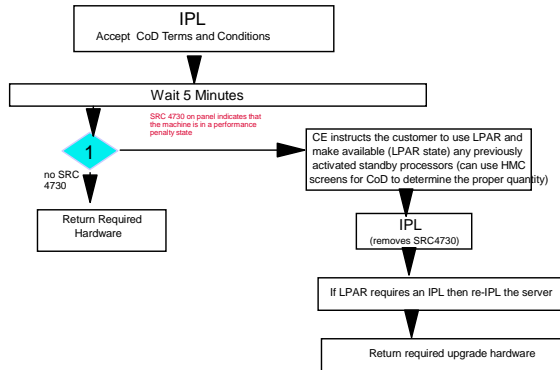 IPL
Accept CoD Terms and Conditions
Wait 5 Minutes
SRC 4730 on panel indicates that
the machine is in a performance
penalty state
1
no SRC
4730
CE instructs the customer to use LPAR and
make available (LPAR state) any previously
activated standby processors (can use HMC
screens for CoD to determine the proper quantity)
Return Required
Hardware
IPL
(removes SRC4730)
If LPAR requires an IPL then re-IPL the server
Return required upgrade hardware